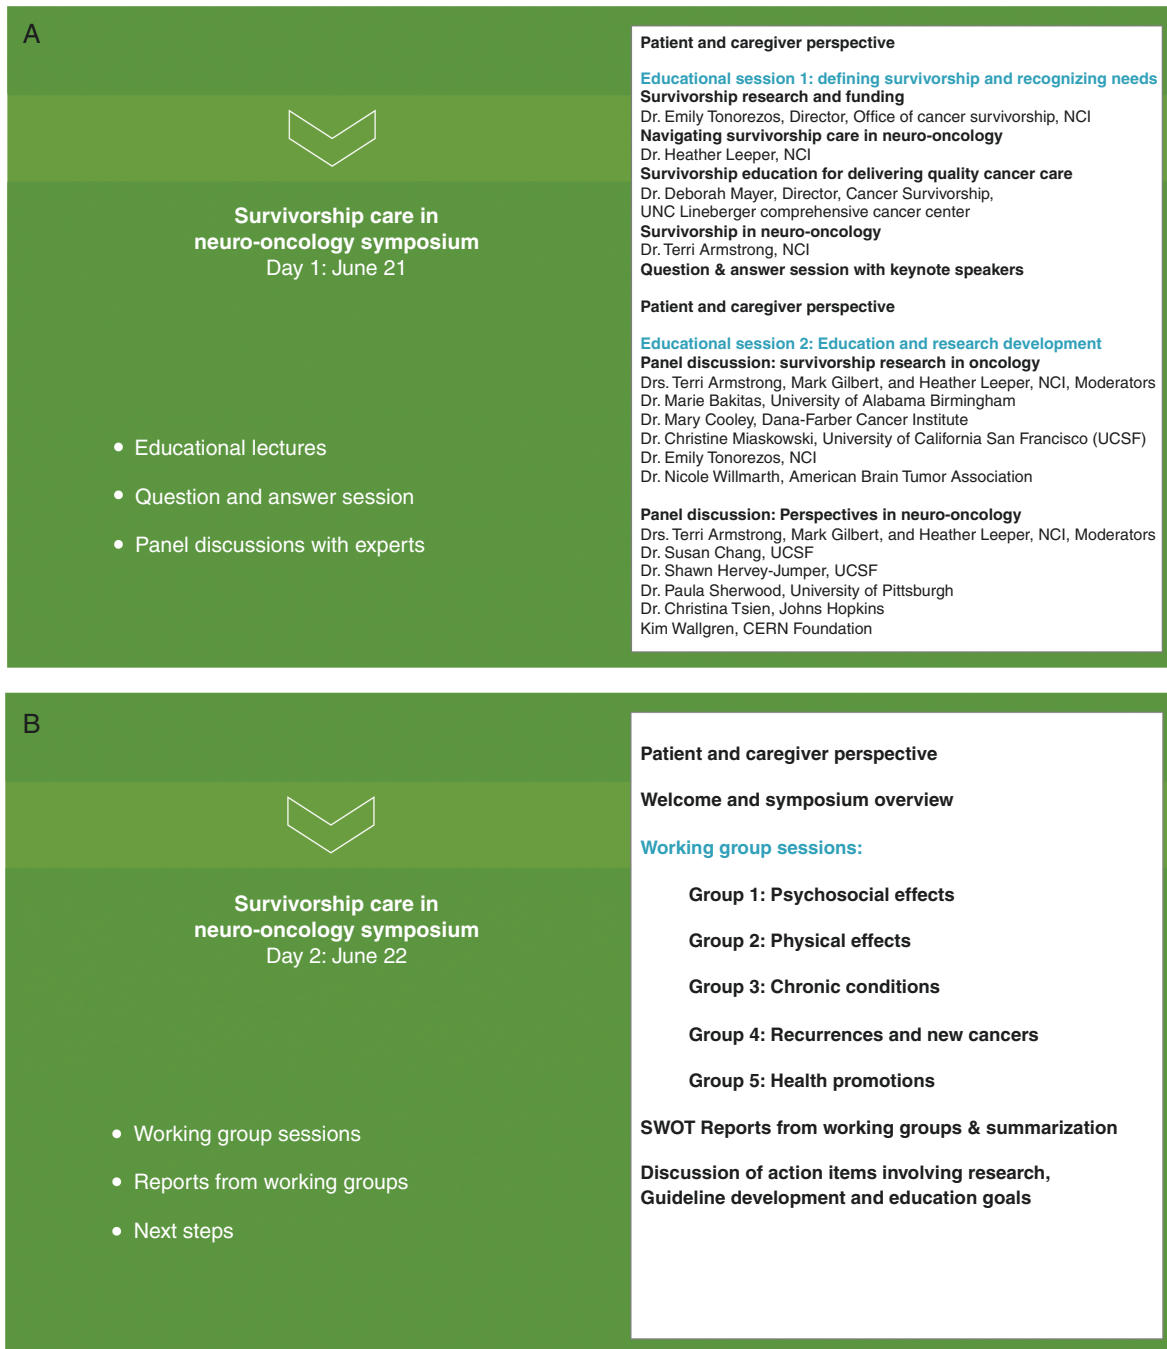 A
Survivorship care in
neuro-oncology symposium
Day 1: June 21
• Educational lectures
• Question and answer session
• Panel discussions with experts
Patient and caregiver perspective
Educational session 1: defining survivorship and recognizing needs
Survivorship research and funding
Dr. Emily Tonorezos, Director, Office of cancer survivorship, NCI
Navigating survivorship care in neuro-oncology
Dr. Heather Leeper, NCI
Survivorship education for delivering quality cancer care
Dr. Deborah Mayer, Director, Cancer Survivorship,
UNC Lineberger comprehensive cancer center
Survivorship in neuro-oncology
Dr. Terri Armstrong, NCI
Question & answer session with keynote speakers
Patient and caregiver perspective
Educational session 2: Education and research development
Panel discussion: survivorship research in oncology
Drs. Terri Armstrong, Mark Gilbert, and Heather Leeper, NCI, Moderators
Dr. Marie Bakitas, University of Alabama Birmingham
Dr. Mary Cooley, Dana-Farber Cancer Institute
Dr. Christine Miaskowski, University of California San Francisco (UCSF)
Dr. Emily Tonorezos, NCI
Dr. Nicole Willmarth, American Brain Tumor Association
Panel discussion: Perspectives in neuro-oncology
Drs. Terri Armstrong, Mark Gilbert, and Heather Leeper, NCI, Moderators
Dr. Susan Chang, UCSF
Dr. Shawn Hervey-Jumper, UCSF
Dr. Paula Sherwood, University of Pittsburgh
Dr. Christina Tsien, Johns Hopkins
Kim Wallgren, CERN Foundation
B
Survivorship care in
neuro-oncology symposium
Day 2: June 22
• Working group sessions
• Reports from working groups
• Next steps
Patient and caregiver perspective
Welcome and symposium overview
Working group sessions:
Group 1: Psychosocial effects
Group 2: Physical effects
Group 3: Chronic conditions
Group 4: Recurrences and new cancers
Group 5: Health promotions
SWOT Reports from working groups & summarization
Discussion of action items involving research,
Guideline development and education goals